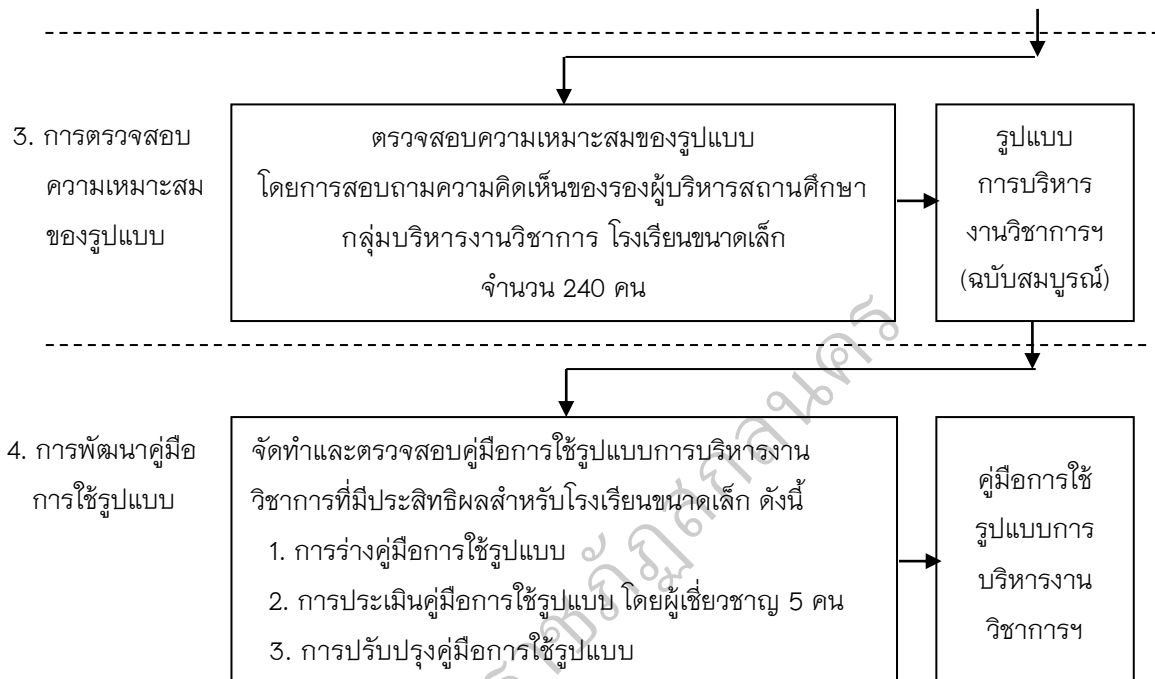 3. การตรวจสอบ
ความเหมาะสม
ของรูปแบบ
ตรวจสอบความเหมาะสมของรูปแบบ
โดยการสอบถามความคิดเห็นของรองผู้บริหารสถานศึกษา
กลุ่มบริหารงานวิชาการ โรงเรียนขนาดเล็ก
จำนวน 240 คน
รูปแบบ
การบริหาร
งานวิชาการฯ
(ฉบับสมบูรณ์)
4. การพัฒนาคู่มือ
การใช้รูปแบบ
จัดทำและตรวจสอบคู่มือการใช้รูปแบบการบริหารงาน
วิชาการที่มีประสิทธิผลสำหรับโรงเรียนขนาดเล็ก ดังนี้
1. การร่างคู่มือการใช้รูปแบบ
2. การประเมินคู่มือการใช้รูปแบบ โดยผู้เชี่ยวชาญ 5 คน
3. การปรับปรุงคู่มือการใช้รูปแบบ
คู่มือการใช้
รูปแบบการ
บริหารงาน
วิชาการฯ
ราชภัฏสกลนคร